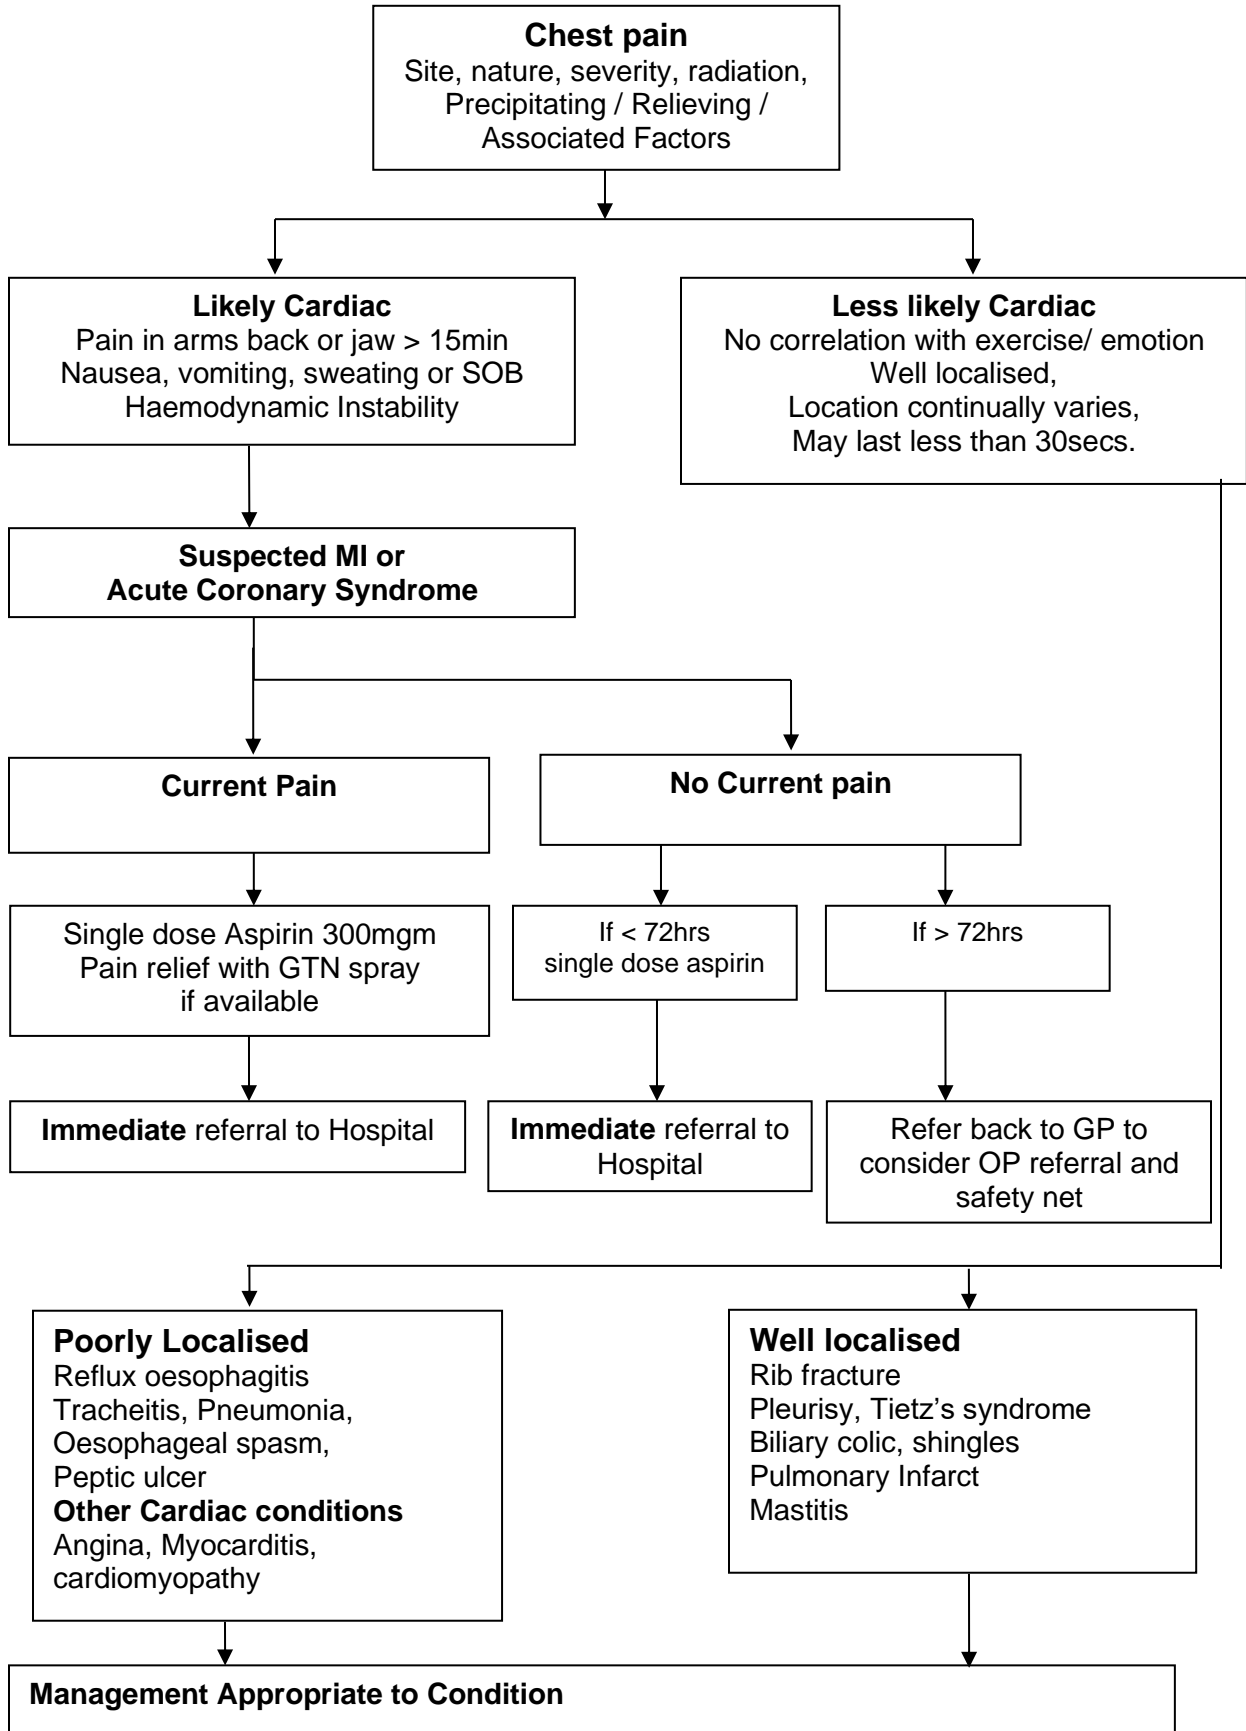 Chest pain
Site, nature, severity, radiation,
Precipitating / Relieving /
Associated Factors
Likely Cardiac
Pain in arms back or jaw > 15min
Nausea, vomiting, sweating or SOB
Haemodynamic Instability
Less likely Cardiac
No correlation with exercise/ emotion
Well localised,
Location continually varies,
May last less than 30secs.
Suspected MI or
Acute Coronary Syndrome
Current Pain
No Current pain
Single dose Aspirin 300mgm
Pain relief with GTN spray
if available
If < 72hrs
single dose aspirin
If > 72hrs
Immediate referral to Hospital
Immediate referral to
Hospital
Refer back to GP to
consider OP referral and
safety net
Poorly Localised
Reflux oesophagitis
Tracheitis, Pneumonia,
Oesophageal spasm,
Peptic ulcer
Other Cardiac conditions
Angina, Myocarditis,
cardiomyopathy
Well localised
Rib fracture
Pleurisy, Tietz's syndrome
Biliary colic, shingles
Pulmonary Infarct
Mastitis
Management Appropriate to Condition